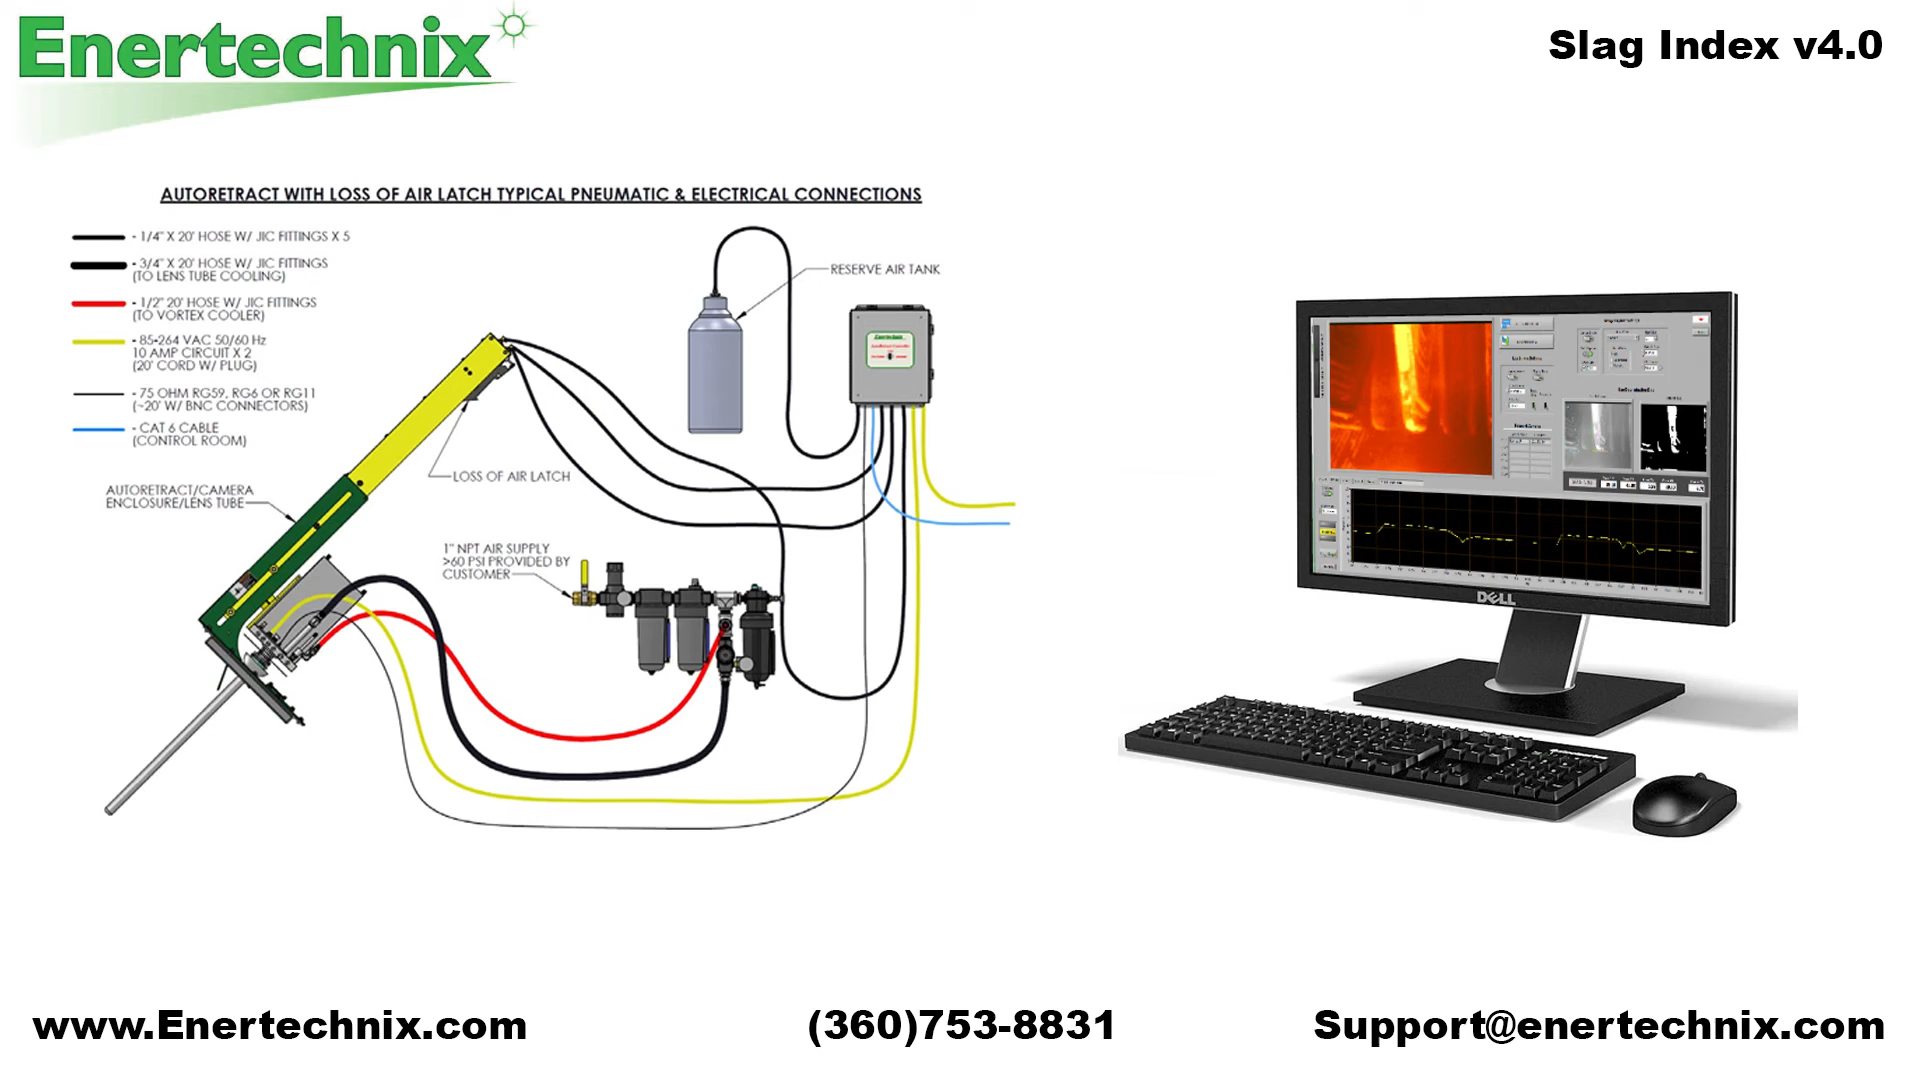 Enertechnix
Slag Index v4.0
AUTORETRACT WITH LOSS OF AIR LATCH TYPICAL PNEUMATIC & ELECTRICAL CONNECTIONS
- 1/4" X 20' HOSE W/ JIC FITTINGS X 5
- 3/4" X 20' HOSE W/ JIC FITTINGS
(TO LENS TUBE COOLING)
- 1/2" 20' HOSE W/ JIC FITTINGS
(TO VORTEX COOLER)
- 85-264 VAC 50/60 Hz
10 AMP CIRCUIT X 2
(20' CORD W/ PLUG)
- 75 OHM RG59, RG6 OR RG11
(~20' W/ BNC CONNECTORS)
- CAT 6 CABLE
(CONTROL ROOM)
RESERVE AIR TANK
LOSS OF AIR LATCH
AUTORETRACT/CAMERA
ENCLOSURE/LENS TUBE
1" NPT AIR SUPPLY
>60 PSI PROVIDED BY
CUSTOMER
DELL
www.Enertechnix.com
(360)753-8831
Support@enertechnix.com